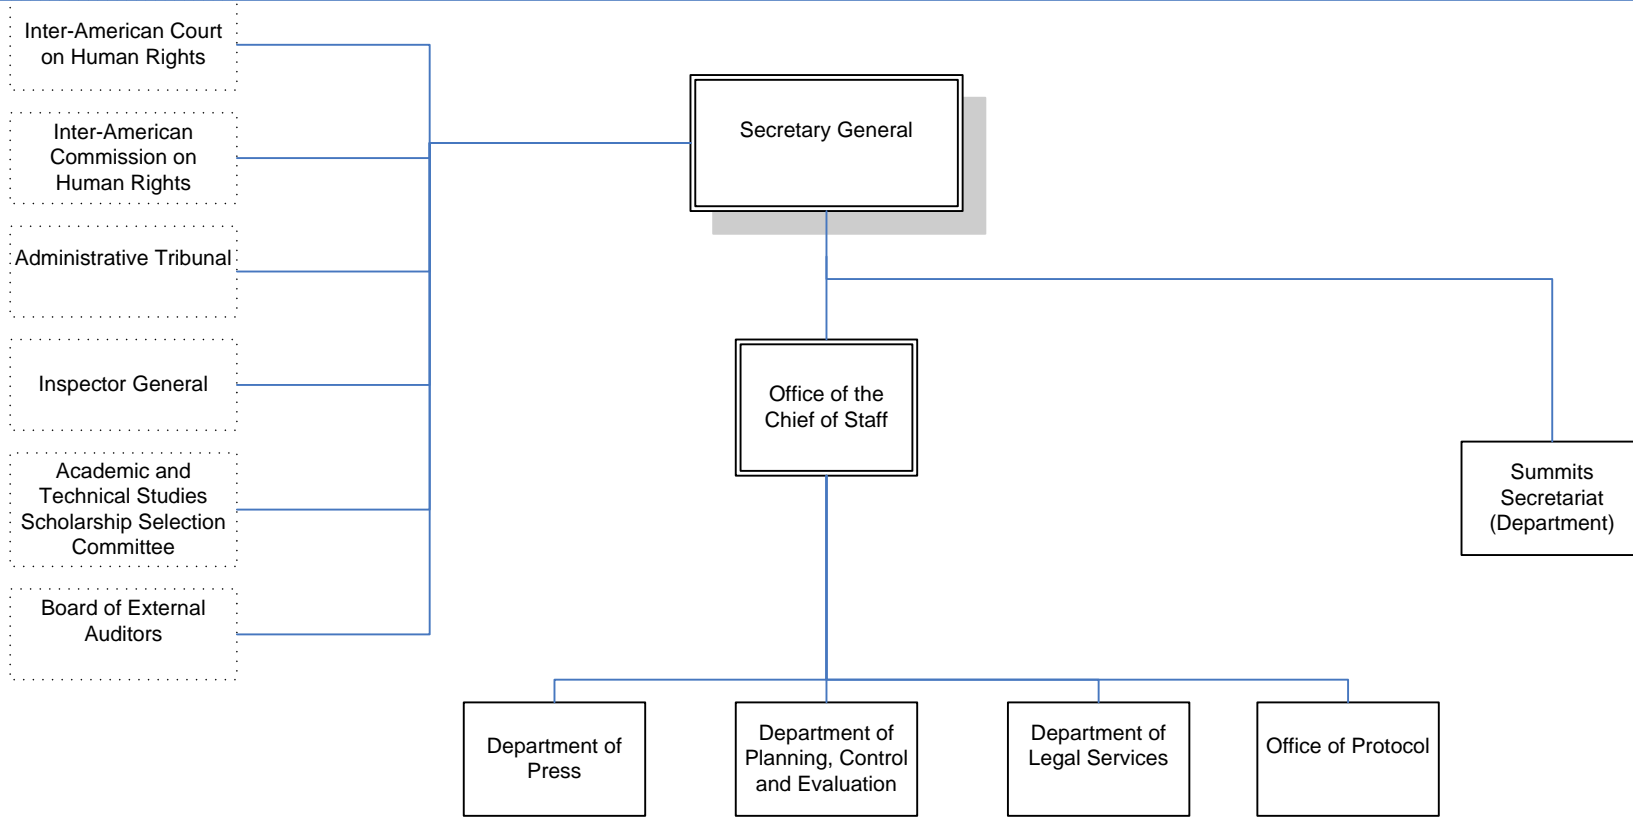 Inter-American Court
on Human Rights
Inter-American
Commission on
Human Rights
Administrative Tribunal
Inspector General
Academic and
Technical Studies
Scholarship Selection
Committee
Board of External
Auditors
Secretary General
Office of the
Chief of Staff
Summits
Secretariat
(Department)
Department of
Press
Department of
Planning, Control
and Evaluation
Department of
Legal Services
Office of Protocol